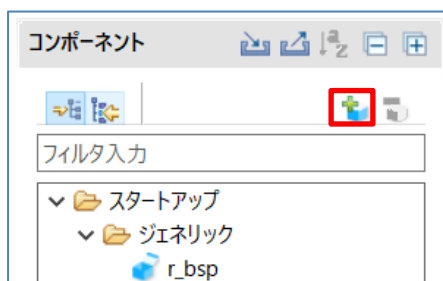 コンポーネント
フィルタ入力
スタートアップ
ジェネリック
r_bsp